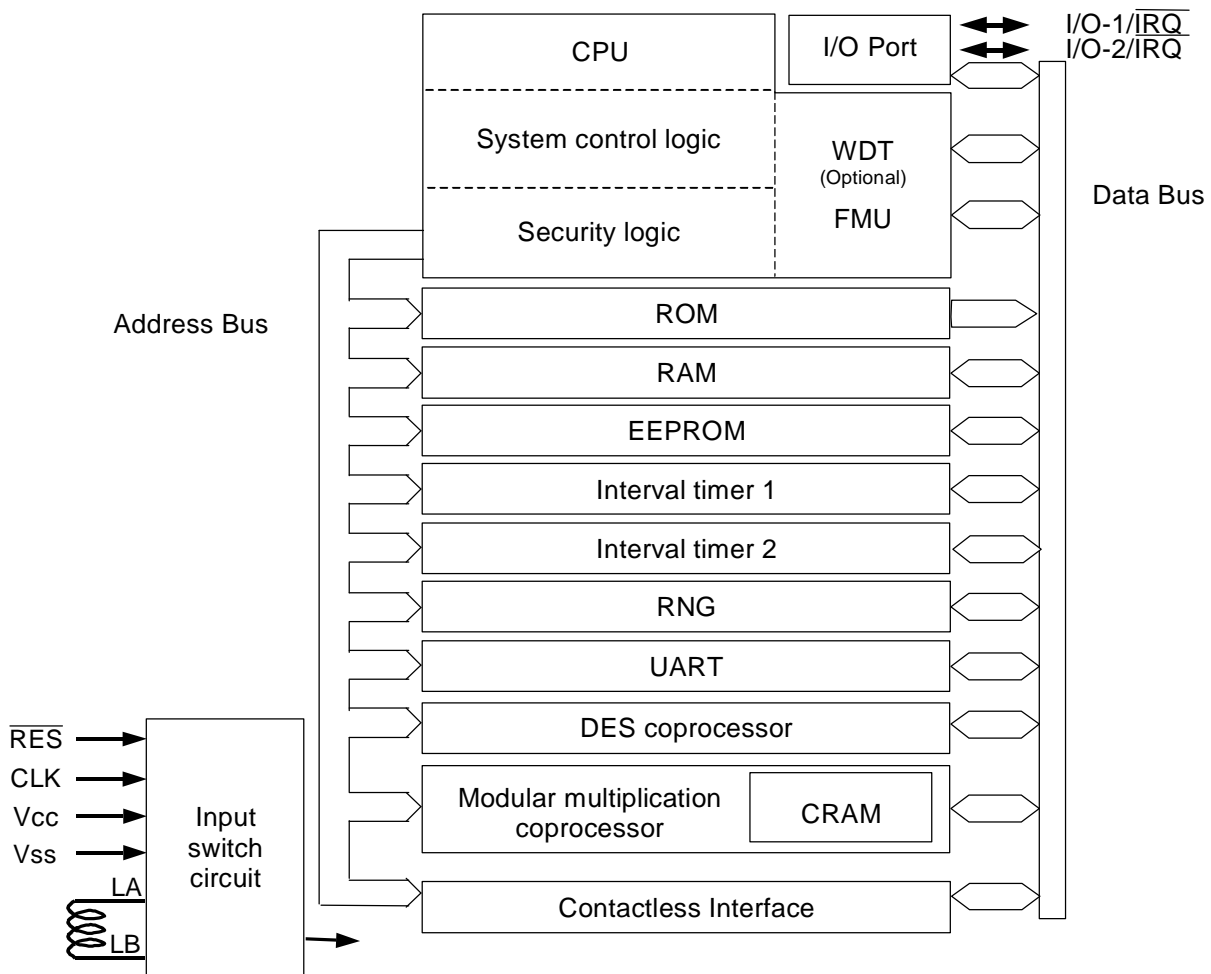 CPU
I/O Port
I/O-1/IRQ
I/O-2/IRQ
System control logic
WDT
(Optional)
FMU
Data Bus
Security logic
Address Bus
ROM
RAM
EEPROM
Interval timer 1
Interval timer 2
RNG
UART
DES coprocessor
Modular multiplication
coprocessor
CRAM
Contactless Interface
RES
CLK
Vcc
Vss
LA
LB
Input
switch
circuit